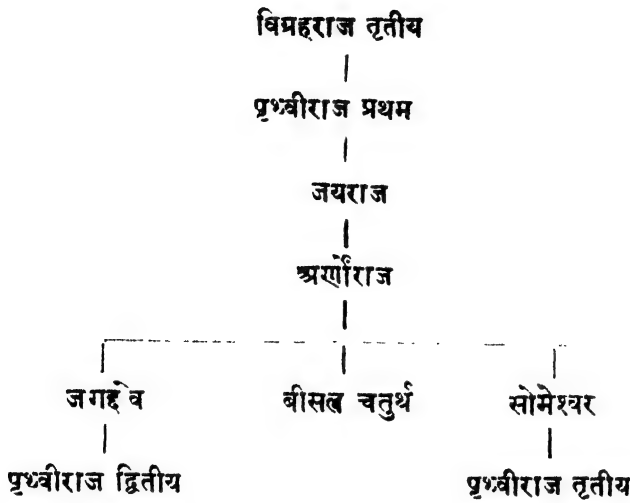 विग्रहराज तृतीय
पृथ्वीराज प्रथम
जयराज
अर्णोराज
जगद्देव बीसल चतुर्थ सोमेश्वर
पृथ्वीराज द्वितीय पृथ्वीराज तृतीय